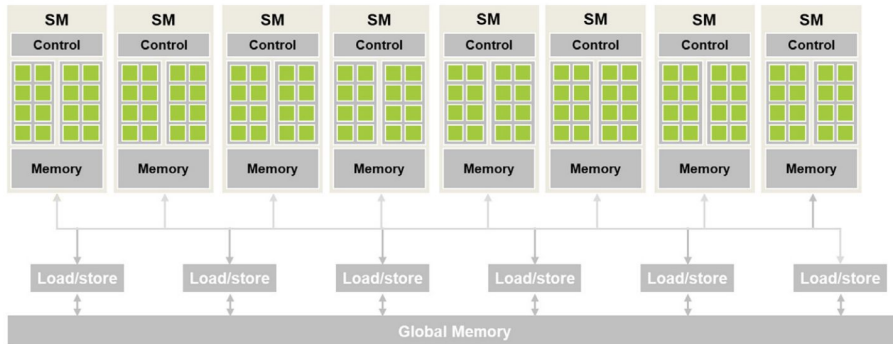 SM SM SM SM SM SM SM SM
Control Control Control Control Control Control Control Control
Memory Memory Memory Memory Memory Memory Memory Memory
Load/store Load/store Load/store Load/store Load/store Load/store
Global Memory